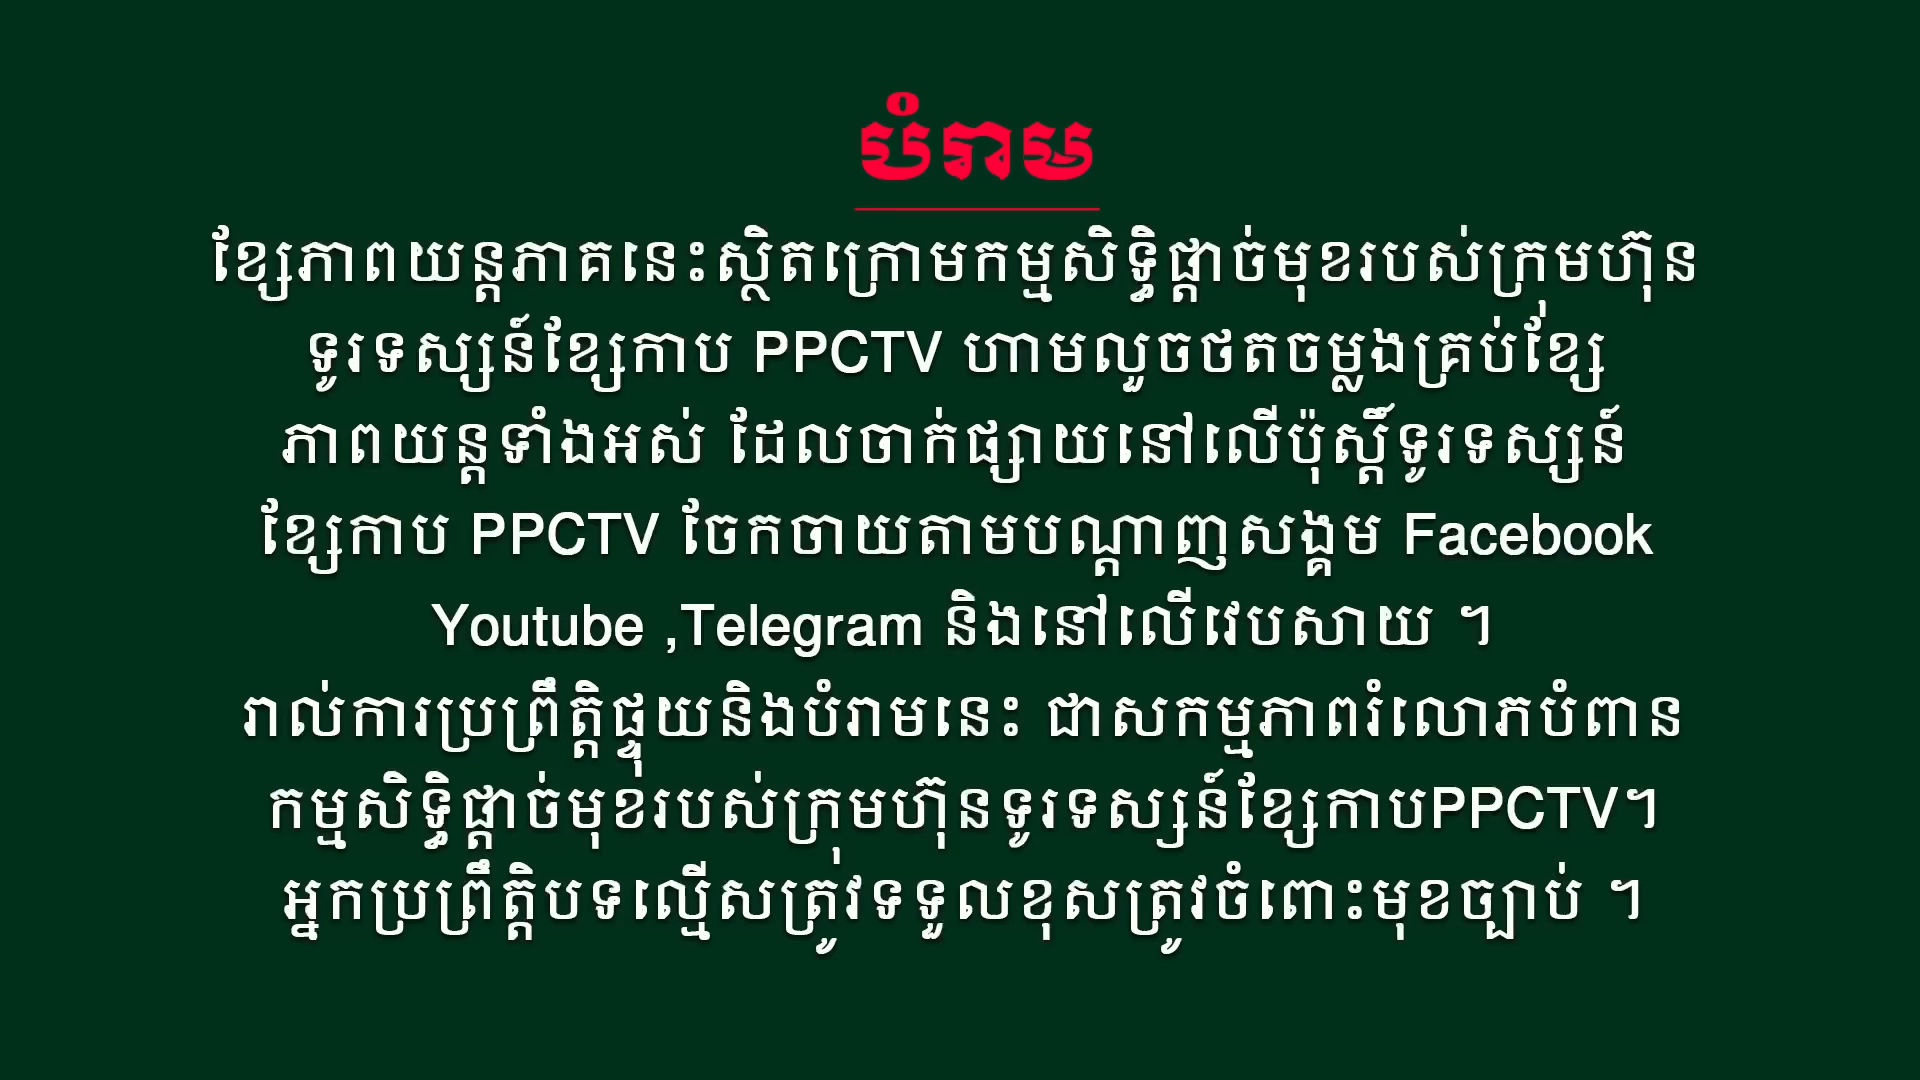 បំរាម
ខ្សែភាពយន្តភាគនេះស្ថិតក្រោមកម្មសិទ្ធិផ្តាច់មុខរបស់ក្រុមហ៊ុន
ទូរទស្សន៍ខ្សែកាប PPCTV ហាមលួចថតចម្លងគ្រប់ខ្សែ
ភាពយន្តទាំងអស់ ដែលចាក់ផ្សាយនៅលើប៉ុស្តិ៍ទូរទស្សន៍
ខ្សែកាប PPCTV ចែកចាយតាមបណ្តាញសង្គម Facebook
Youtube ,Telegram និងនៅលើវេបសាយ ។
រាល់ការប្រព្រឹត្តិផ្ទុយនិងបំរាមនេះ ជាសកម្មភាពរំលោភបំពាន
កម្មសិទ្ធិផ្តាច់មុខរបស់ក្រុមហ៊ុនទូរទស្សន៍ខ្សែកាបPPCTV។
អ្នកប្រព្រឹត្តិបទល្មើសត្រូវទទួលខុសត្រូវចំពោះមុខច្បាប់ ។